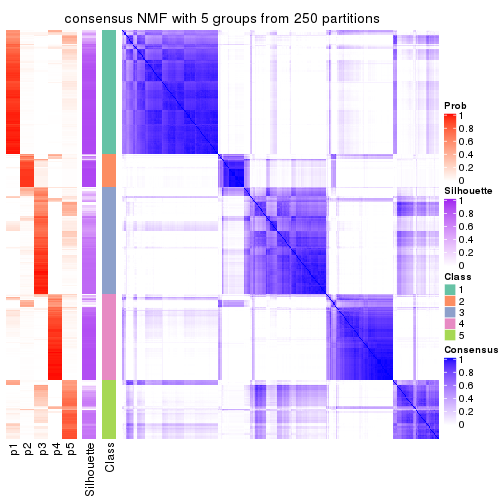 consensus NMF with 5 groups from 250 partitions
Prob
1
0.8
0.6
0.4
0.2
0
Silhouette
1
0.8
0.6
0.4
0.2
0
Class
1
2
3
4
5
Consensus
1
0.8
0.6
0.4
0.2
0
p1
p2
p3
p4
p5
Silhouette
Class